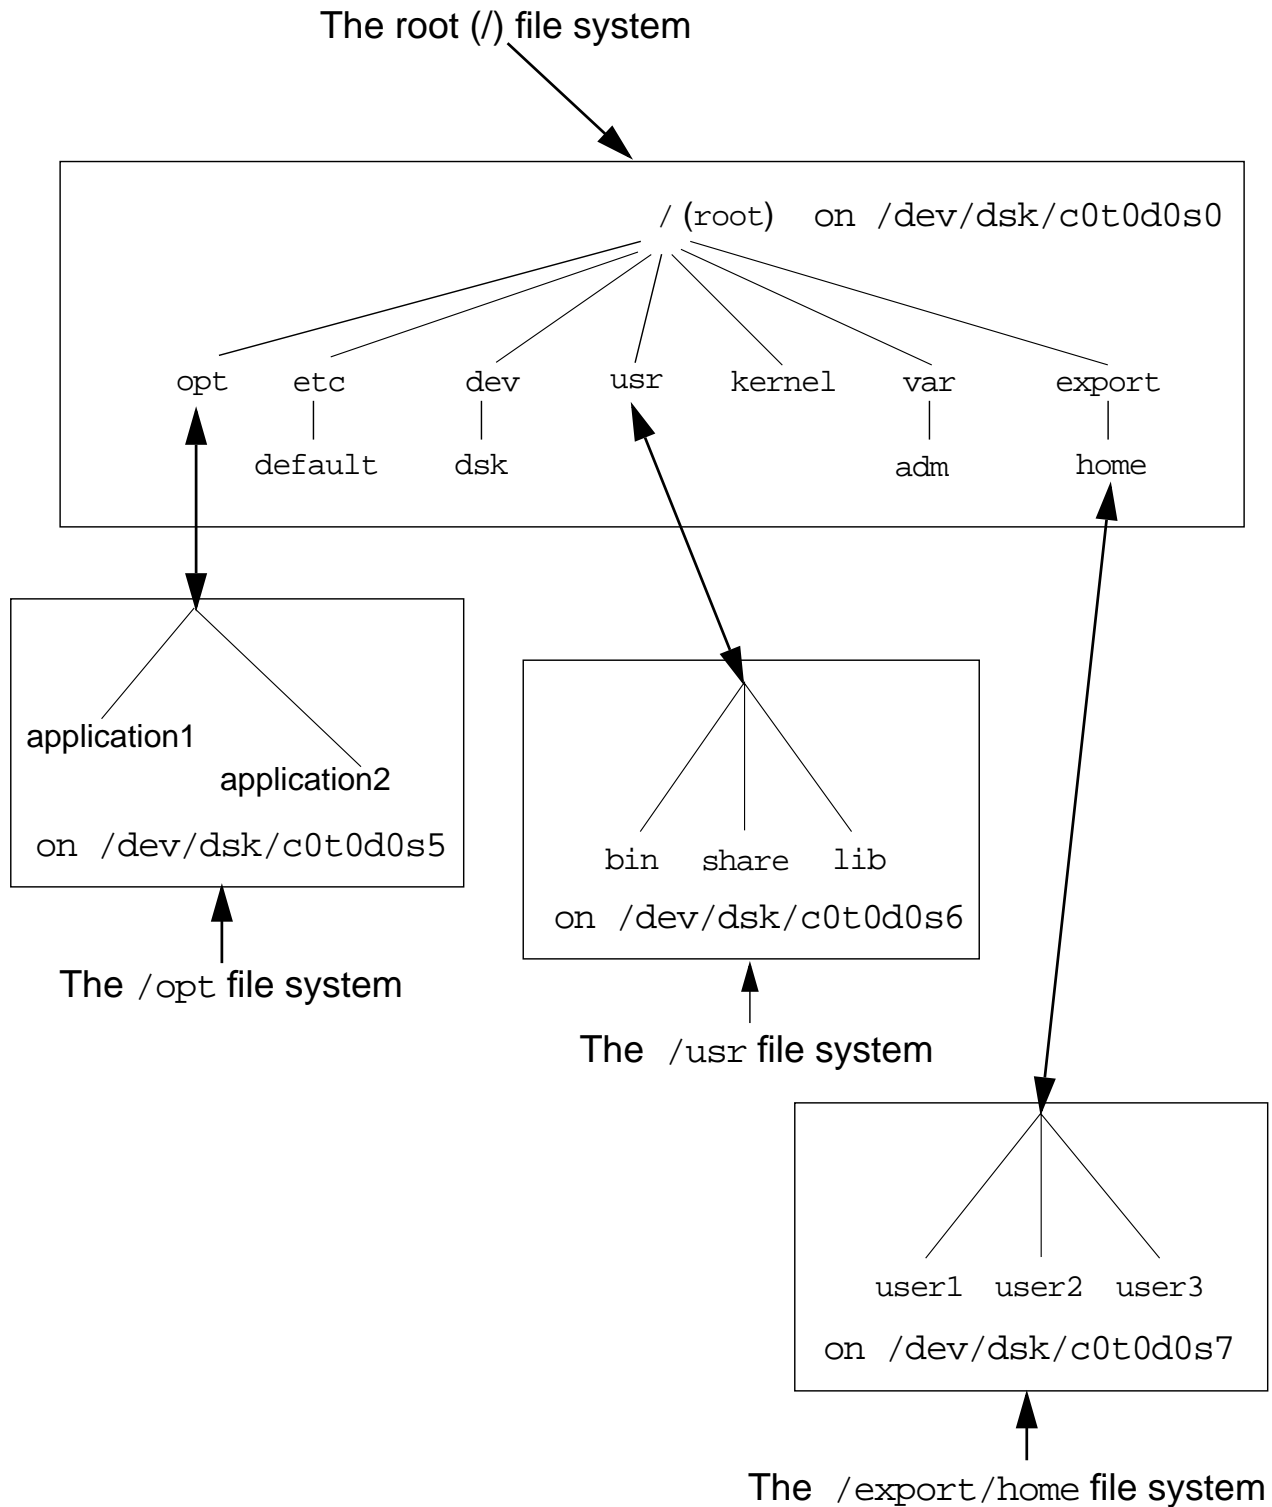 The root (/) file system
/ (root) on /dev/dsk/c0t0d0s0
opt etc dev usr kernel var export
default dsk adm home
application1
application2
on /dev/dsk/c0t0d0s5
The /opt file system
bin share lib
on /dev/dsk/c0t0d0s6
The /usr file system
user1 user2 user3
on /dev/dsk/c0t0d0s7
The /export/home file system